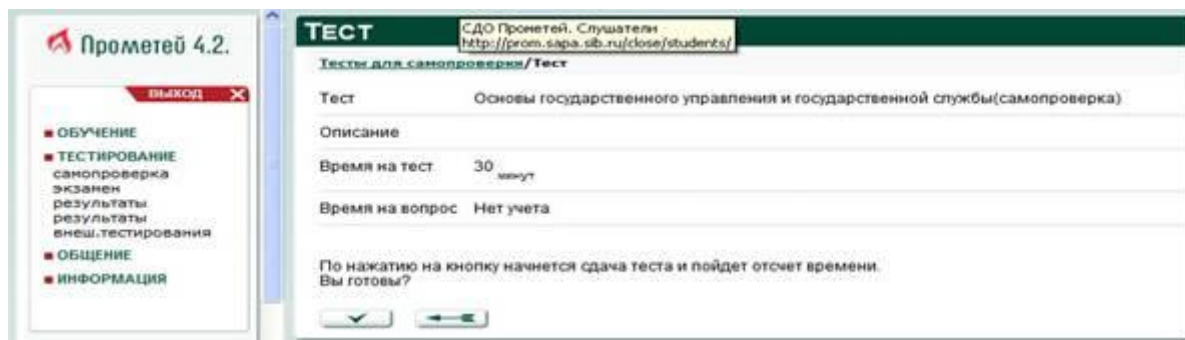 Прометей 4.2.
ВЫХОД
ОБУЧЕНИЕ
ТЕСТИРОВАНИЕ
самопроверка
экзамен
результаты
результаты
внеш.тестирования
ОБЩЕНИЕ
ИНФОРМАЦИЯ
ТЕСТ
СДО Прометей. Слушатели
http://prom.sapa.sib.ru/close/students/
Тесты для самопроверки/Тест
Тест Основы государственного управления и государственной службы(самопроверка)
Описание
Время на тест 30 минут
Время на вопрос Нет учета
По нажатию на кнопку начнется сдача теста и пойдет отсчет времени.
Вы готовы?